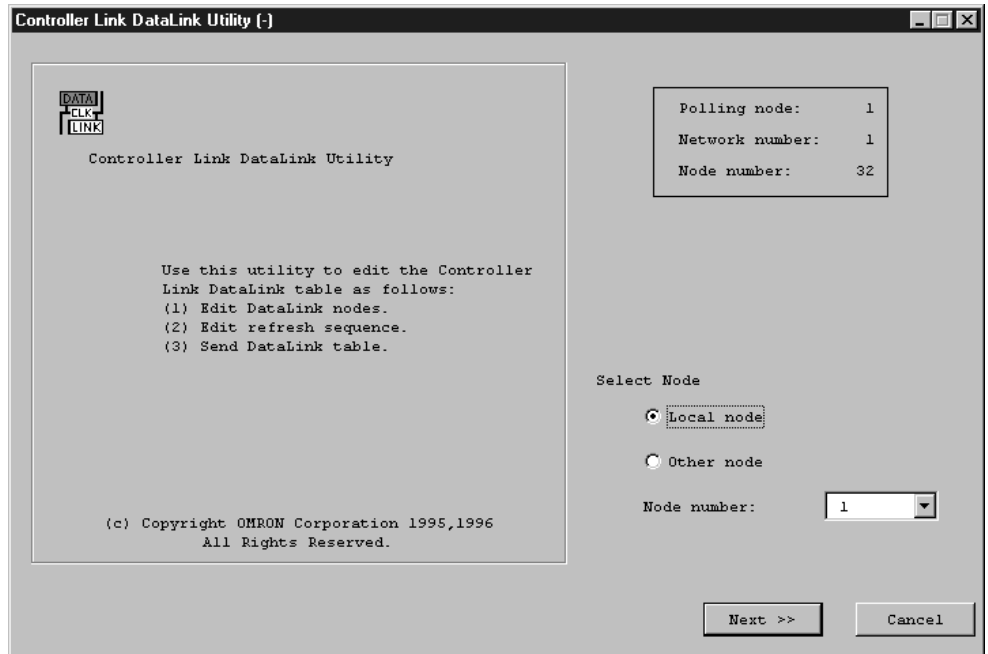 Controller Link DataLink Utility (-)
DATA
CLK
LINK
Controller Link DataLink Utility
Use this utility to edit the Controller
Link DataLink table as follows:
(1) Edit DataLink nodes.
(2) Edit refresh sequence.
(3) Send DataLink table.
(c) Copyright OMRON Corporation 1995,1996
All Rights Reserved.
Polling node: 1
Network number: 1
Node number: 32
Select Node
Local node
Other node
Node number: 1
Next >>
Cancel